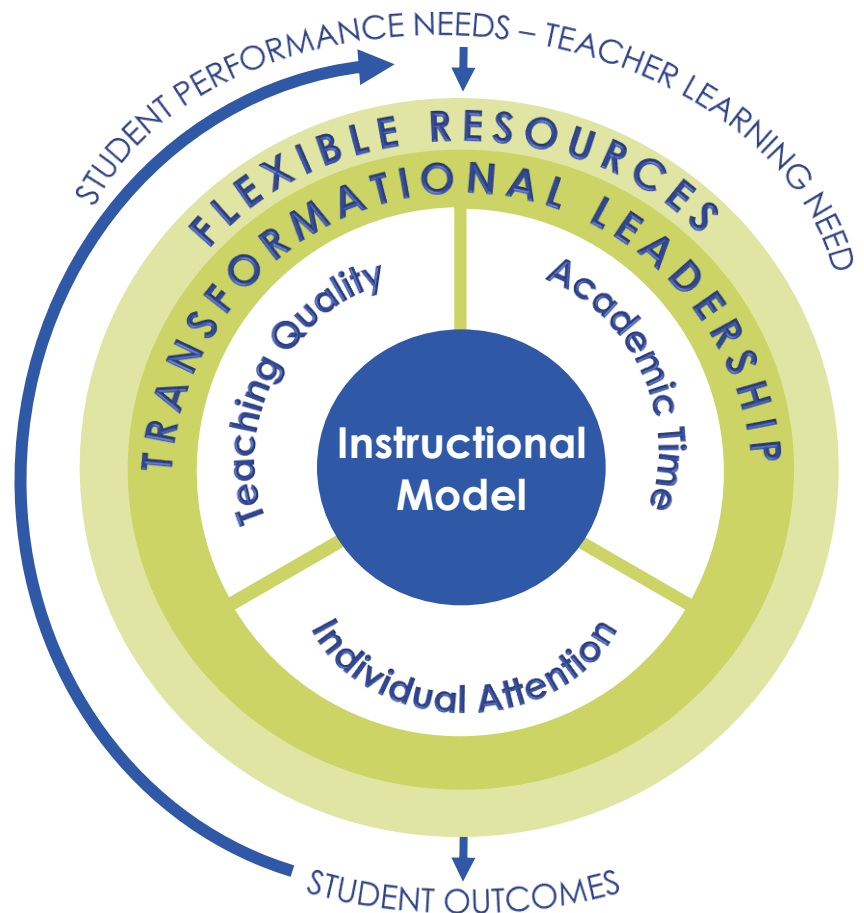 STUDENT PERFORMANCE NEEDS – TEACHER LEARNING NEED
FLEXIBLE RESOURCES
TRANSFORMATIONAL LEADERSHIP
Teaching Quality
Academic Time
Instructional
Model
Individual Attention
STUDENT OUTCOMES